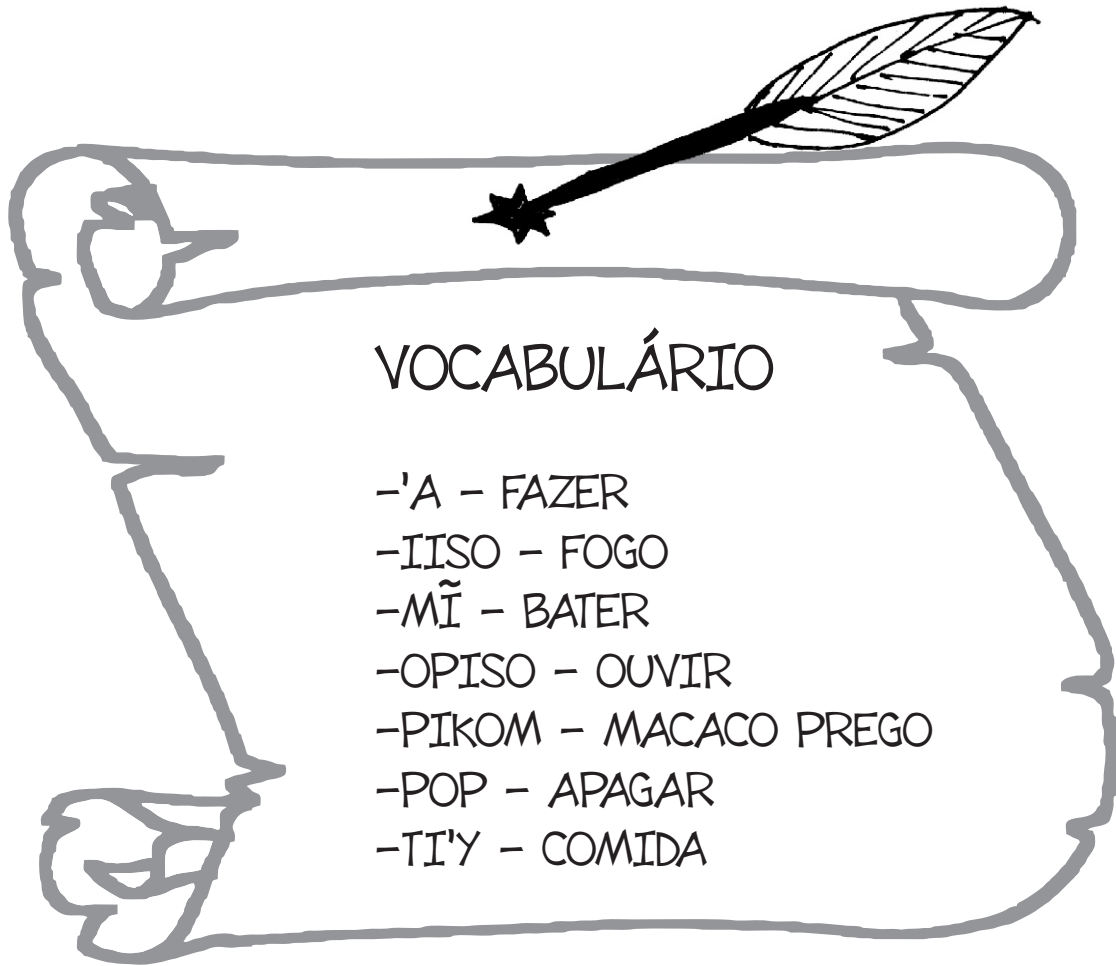 VOCABULÁRIO
-'A - FAZER
-IISO - FOGO
-MĨ - BATER
-OPISO - OUVIR
-PIKOM - MACACO PREGO
-POP - APAGAR
-TI'Y - COMIDA